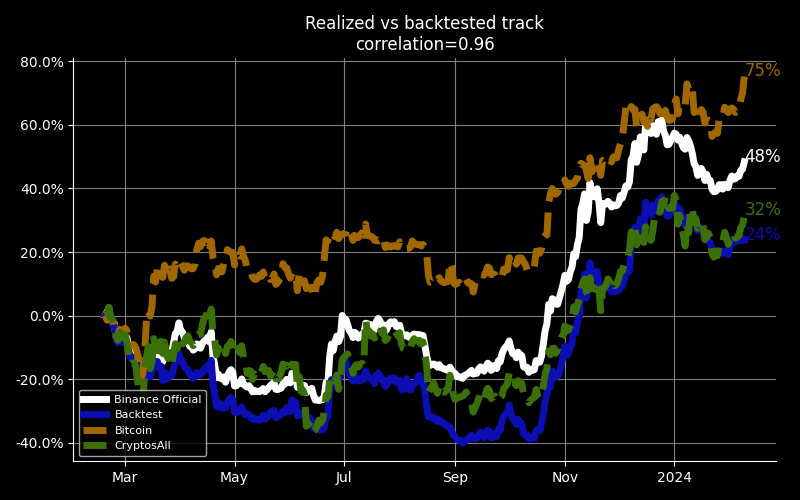 Realized vs backtested track
correlation=0.96
80.0%
60.0%
40.0%
20.0%
0.0%
-20.0%
-40.0%
75%
48%
32%
24%
Binance Official
Backtest
Bitcoin
CryptosAll
Mar May Jul Sep Nov 2024